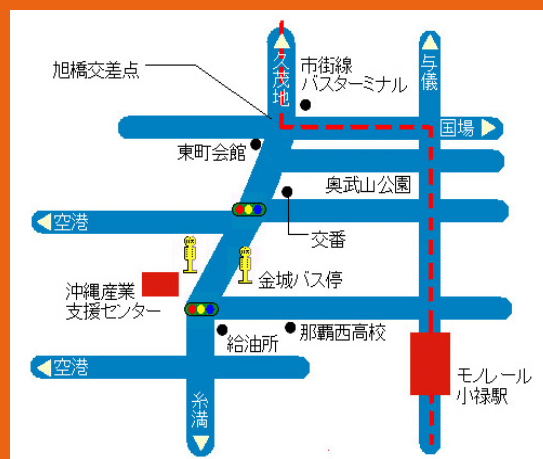 久茂地
与儀
旭橋交差点
市街線
バスターミナル
国場
東町会館
奥武山公園
空港
交番
金城バス停
沖縄産業
支援センター
給油所
那覇西高校
空港
モノレール
小禄駅
糸満